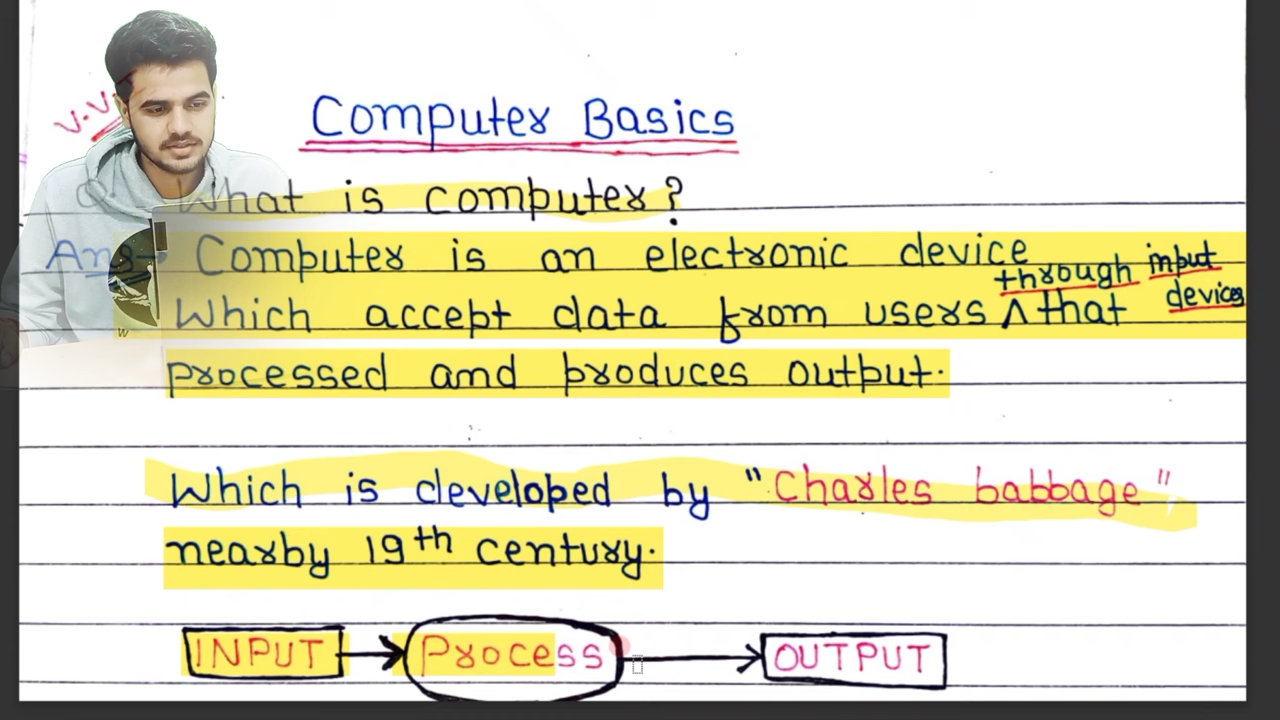 V.V.
Computer Basics
Q. What is computer?
Ans→ Computer is an electronic device
through input
devices
Which accept data from users ^ that
processed and produces output.
Which is developed by "Charles babbage"
nearby 19th century.
INPUT → Process → OUTPUT